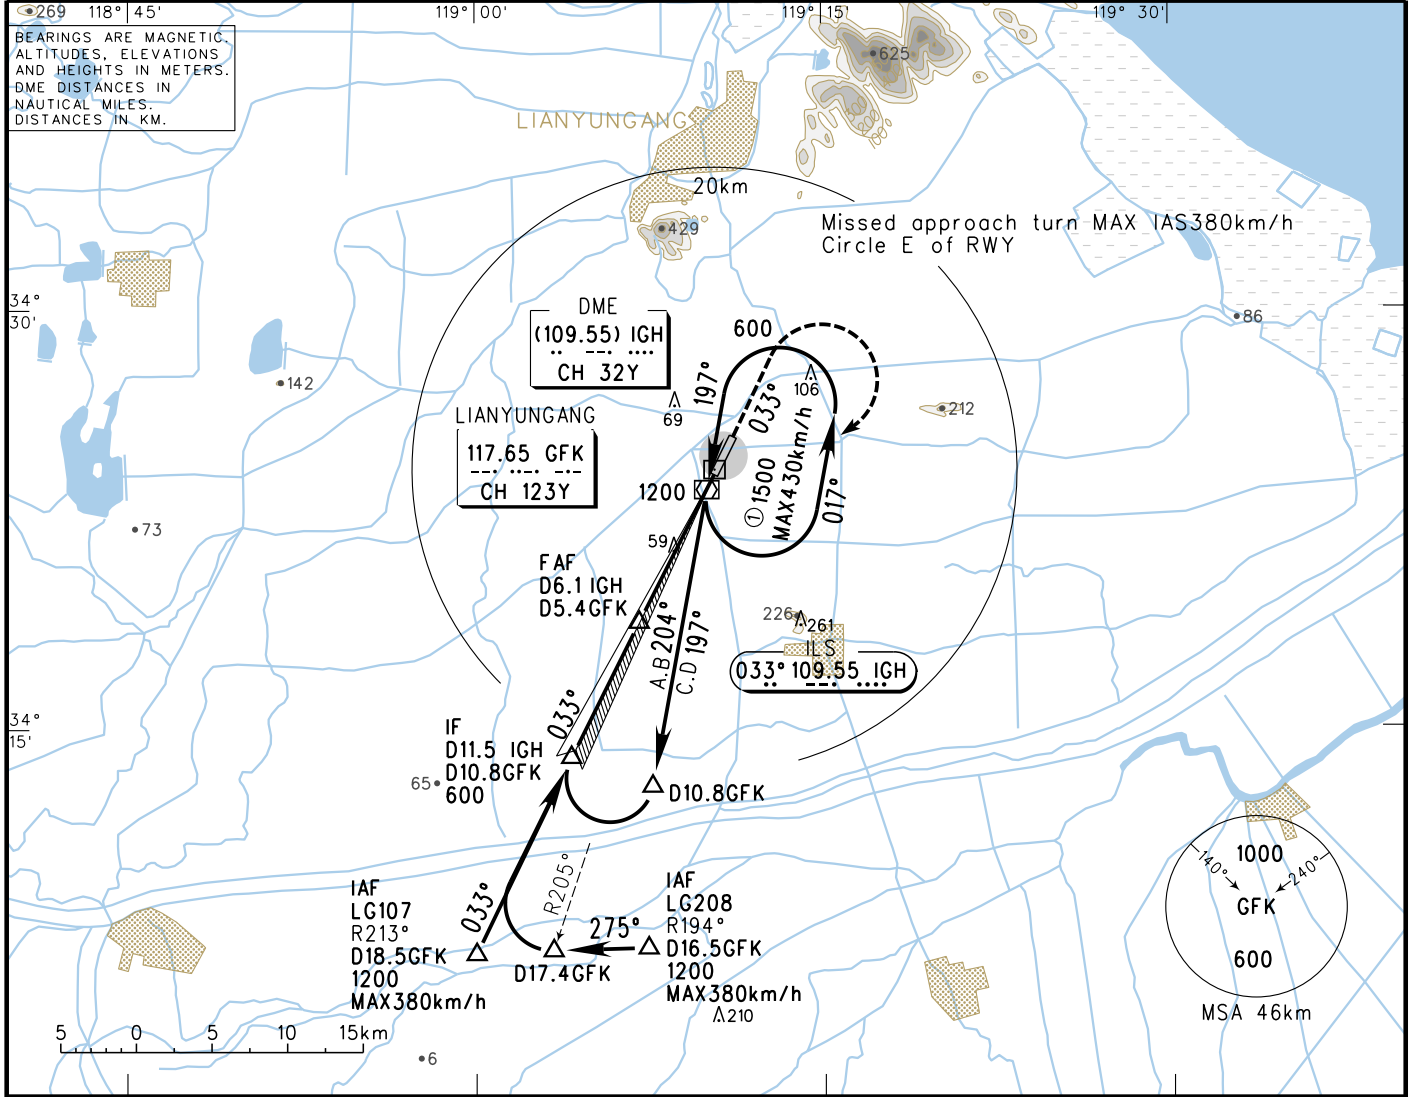 269
118° 45'
119° 00'
119° 15'
119° 30'
BEARINGS ARE MAGNETIC.
ALTITUDES, ELEVATIONS
AND HEIGHTS IN METERS.
DME DISTANCES IN
NAUTICAL MILES.
DISTANCES IN KM.
625
LIANYUNGANG
20km
429
Missed approach turn MAX IAS380km/h
Circle E of RWY
34°
30'
86
DME
(109.55) IGH
CH 32Y
600
197°
033°
106
69
142
212
LIANYUNGANG
117.65 GFK
CH 123Y
1200
① 1500
MAX430km/h
017°
73
59
FAF
D6.1 IGH
D5.4GFK
A.B 204°
C.D 197°
226
261
ILS
033° 109.55 IGH
033°
34°
15'
IF
D11.5 IGH
D10.8GFK
600
65
D10.8GFK
R205°
033°
IAF
LG107
R213°
D18.5GFK
1200
MAX380km/h
275°
D17.4GFK
IAF
LG208
R194°
D16.5GFK
1200
MAX380km/h
210
1000
140°
240°
GFK
600
MSA 46km
5 0 5 10 15km
6